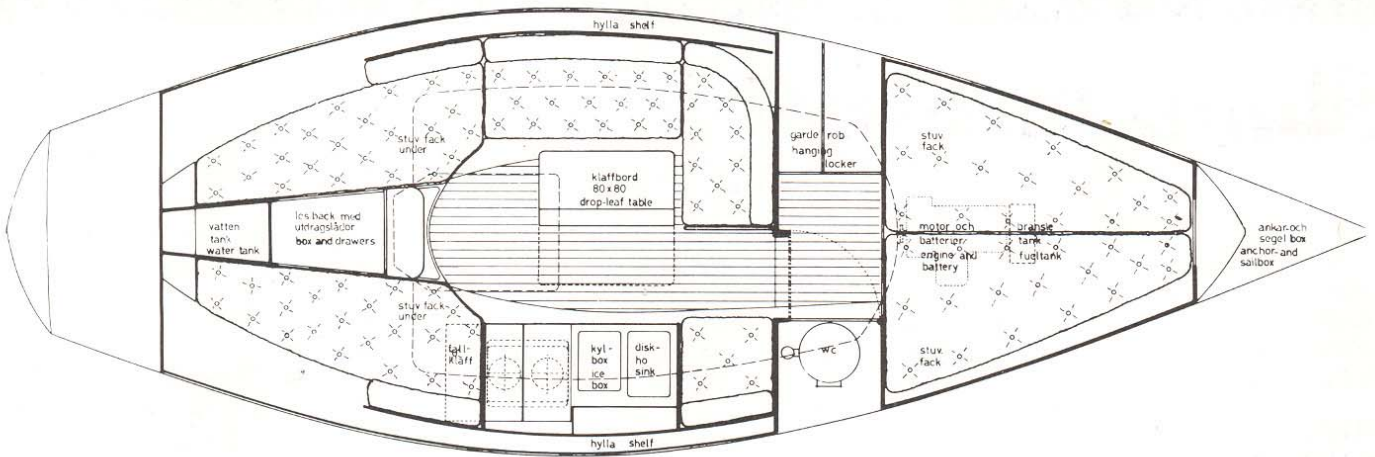 hylla shelf
stuv fack
under
garde rob
hanging
locker
stuv
fack
klaffbord
80 x 80
drop-leaf table
vatten
tank
water tank
los back med
utdragslådor
box and drawers
motor och
batterier
engine and
battery
bränsle
tank
fueltank
ankar-och
segel box
anchor-and
sailbox
stuv fack
under
fall-
klaff
kyl-
box
ice
box
disk-
ho
sink
wc
stuv.
fack
hylla shelf